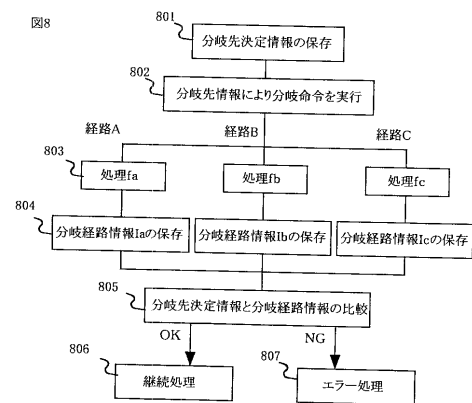 図8
801
分岐先決定情報の保存
802
分岐先情報により分岐命令を実行
経路A
経路B
経路C
803
処理fa
処理fb
処理fc
804
分岐経路情報Iaの保存
分岐経路情報Ibの保存
分岐経路情報Icの保存
805
分岐先決定情報と分岐経路情報の比較
OK
NG
806
継続処理
807
エラー処理